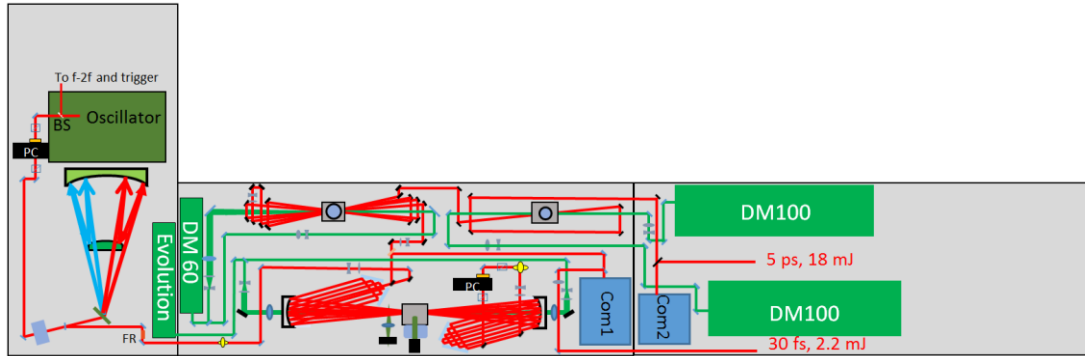 To f-2f and trigger
BS
Oscillator
PC
Evolution
DM 60
FR
PC
Com1
Com2
DM100
5 ps, 18 mJ
DM100
30 fs, 2.2 mJ